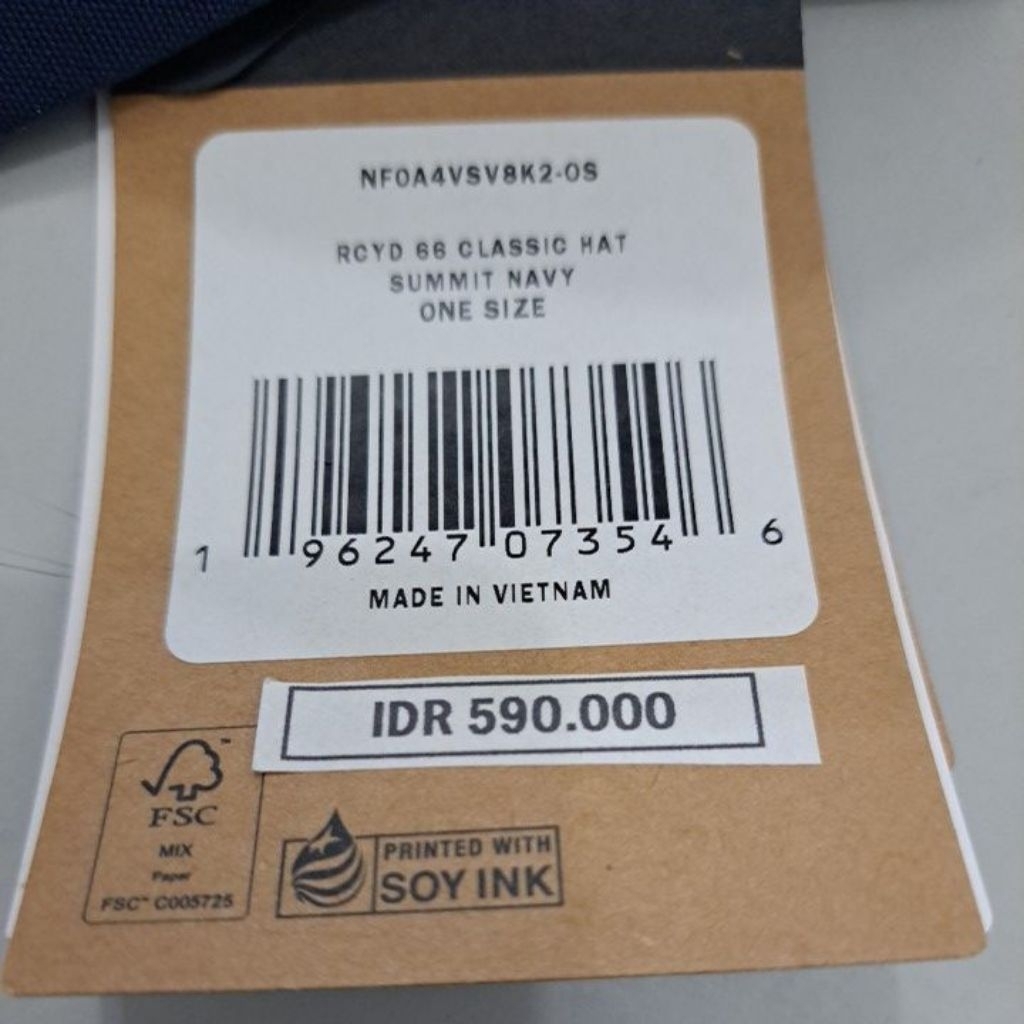 NF0A4VSV8K2-OS
RCYD 66 CLASSIC HAT
SUMMIT NAVY
ONE SIZE
1 96247 07354 6
MADE IN VIETNAM
IDR 590.000
FSC
MIX
Paper
FSC™ C005725
PRINTED WITH
SOY INK